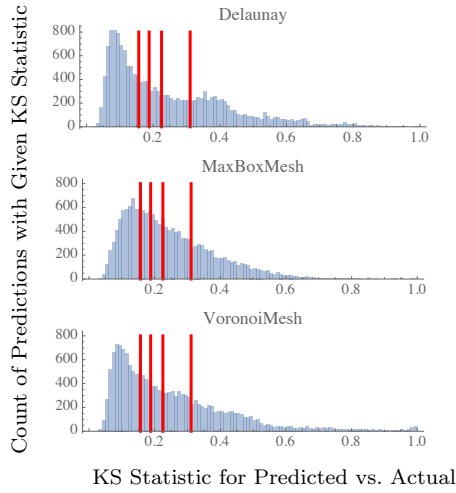 Count of Predictions with Given KS Statistic
Delaunay
800
600
400
200
0
0.2 0.4 0.6 0.8 1.0
MaxBoxMesh
800
600
400
200
0
0.2 0.4 0.6 0.8 1.0
VoronoiMesh
800
600
400
200
0
0.2 0.4 0.6 0.8 1.0
KS Statistic for Predicted vs. Actual